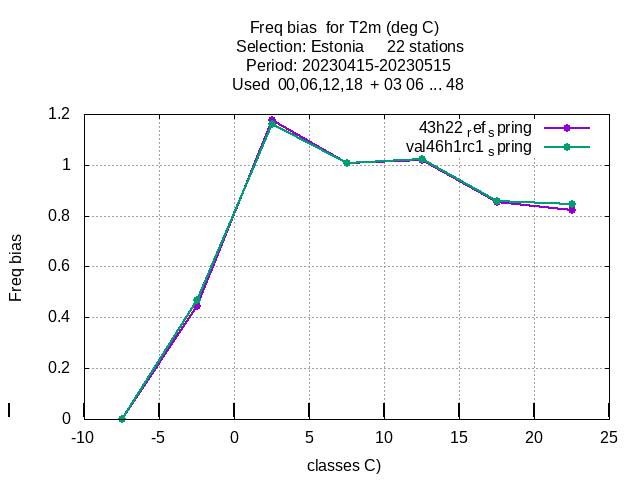 Freq bias  for T2m (deg C)
Selection: Estonia     22 stations
Period: 20230415-20230515
Used  00,06,12,18  + 03 06 ... 48
43h22 ref spring
val46h1rc1 spring
1.2
1
0.8
0.6
0.4
0.2
0
Freq bias
-10
-5
0
5
10
15
20
25
classes C)